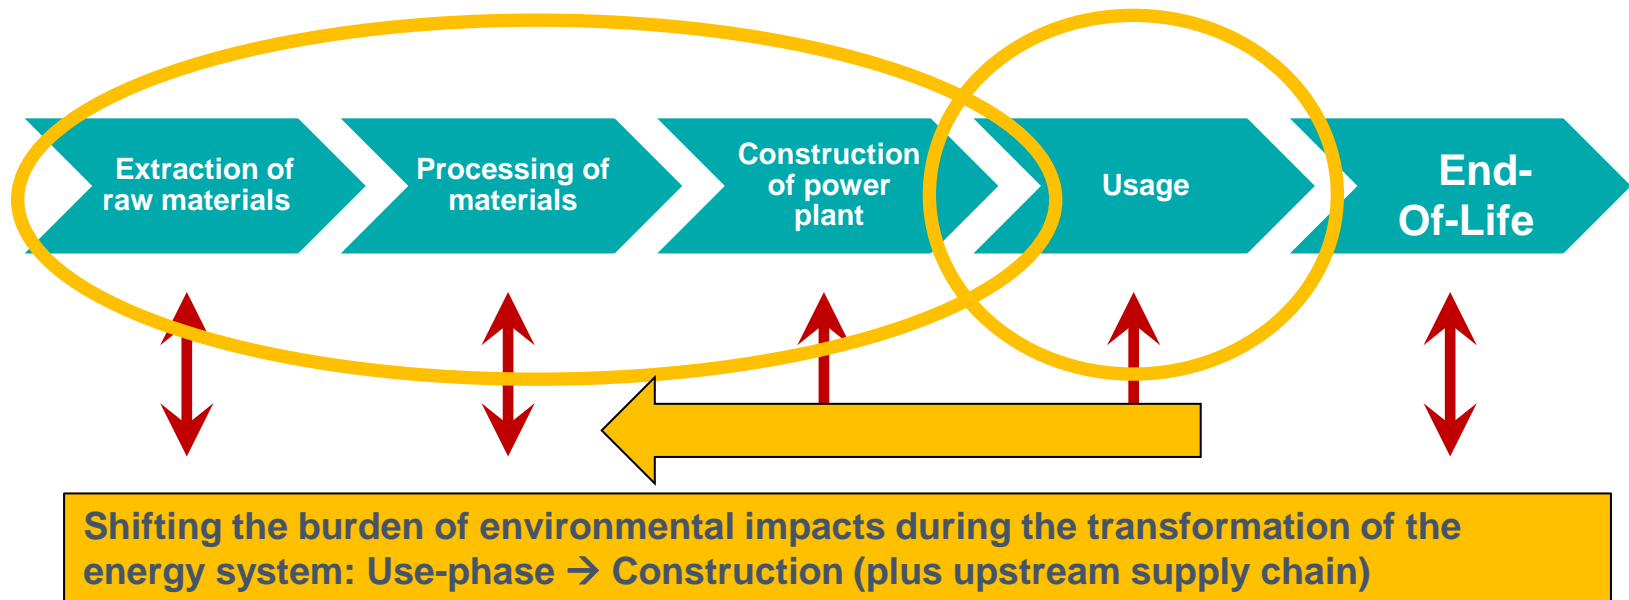 Extraction of
raw materials
Processing of
materials
Construction
of power
plant
Usage
End-
Of-Life
Shifting the burden of environmental impacts during the transformation of the
energy system: Use-phase → Construction (plus upstream supply chain)